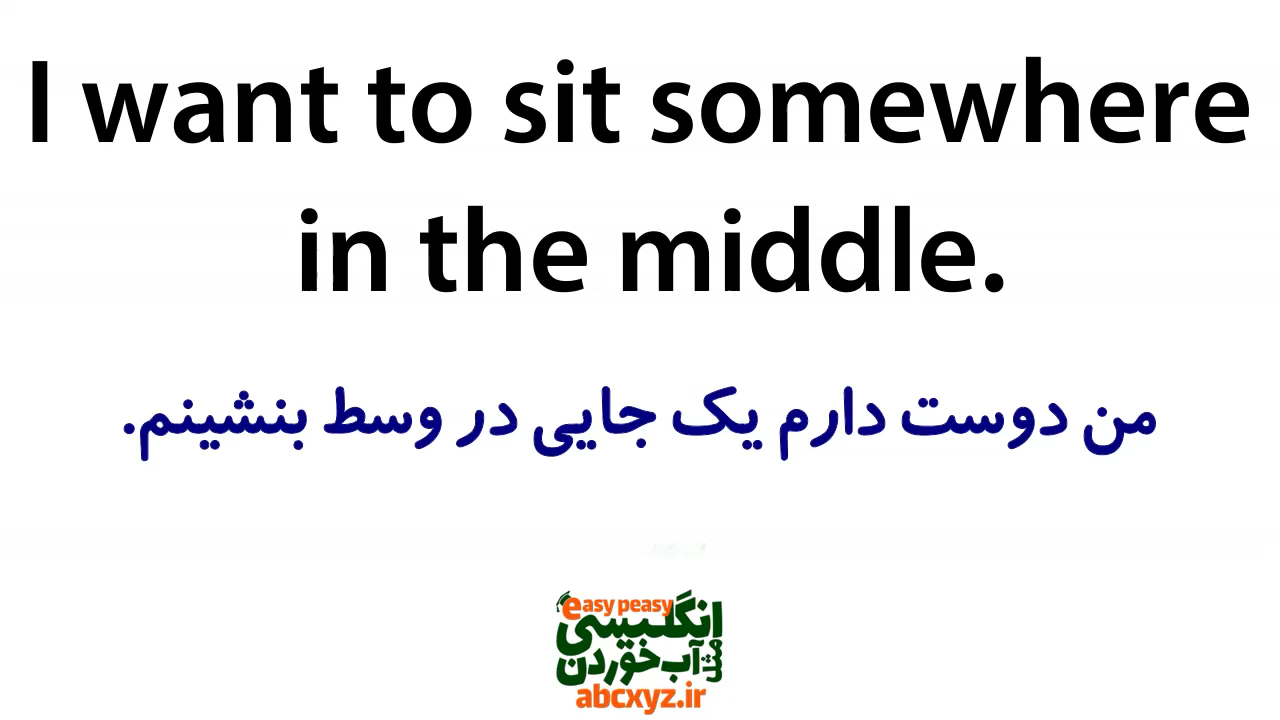 I want to sit somewhere
in the middle.
من دوست دارم یک جایی در وسط بنشینم.
easy peasy
انگلیسی
مثل آب خوردن
abcxyz.ir